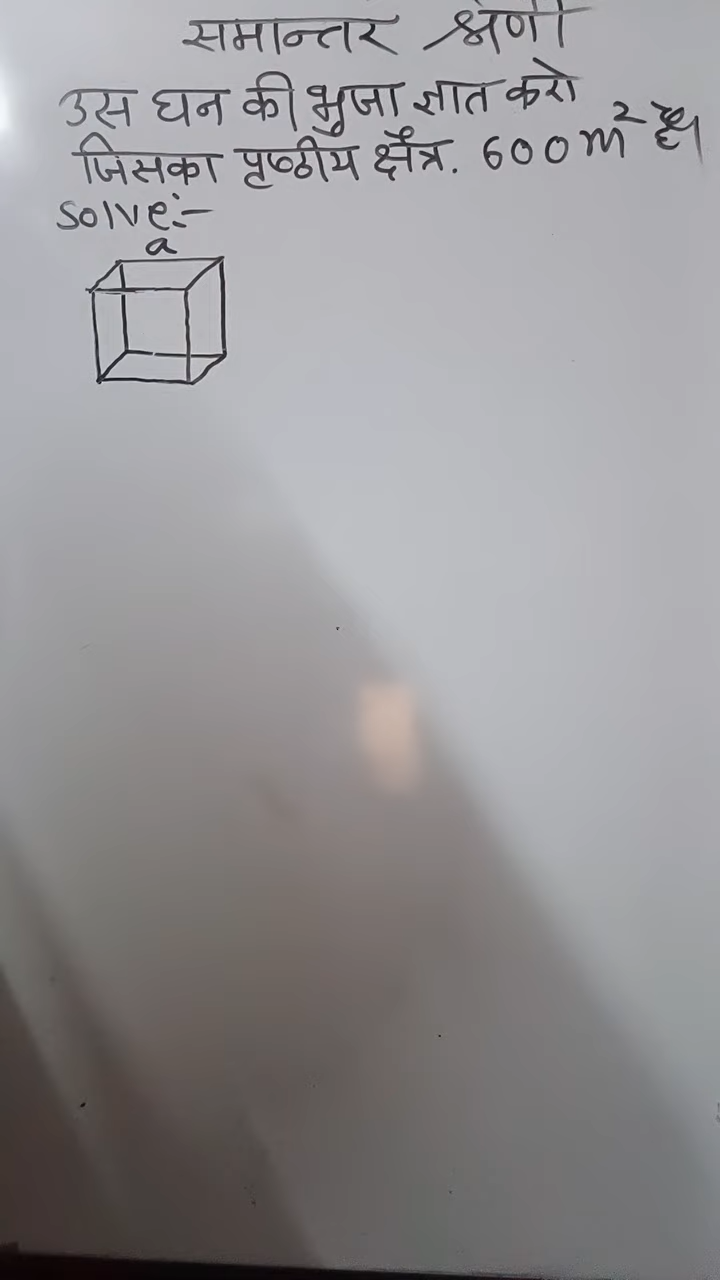 समान्तर श्रेणी
उस घन की भुजा ज्ञात करो
जिसका पृष्ठीय क्षैत्र. 600m² है।
Solve:-
a